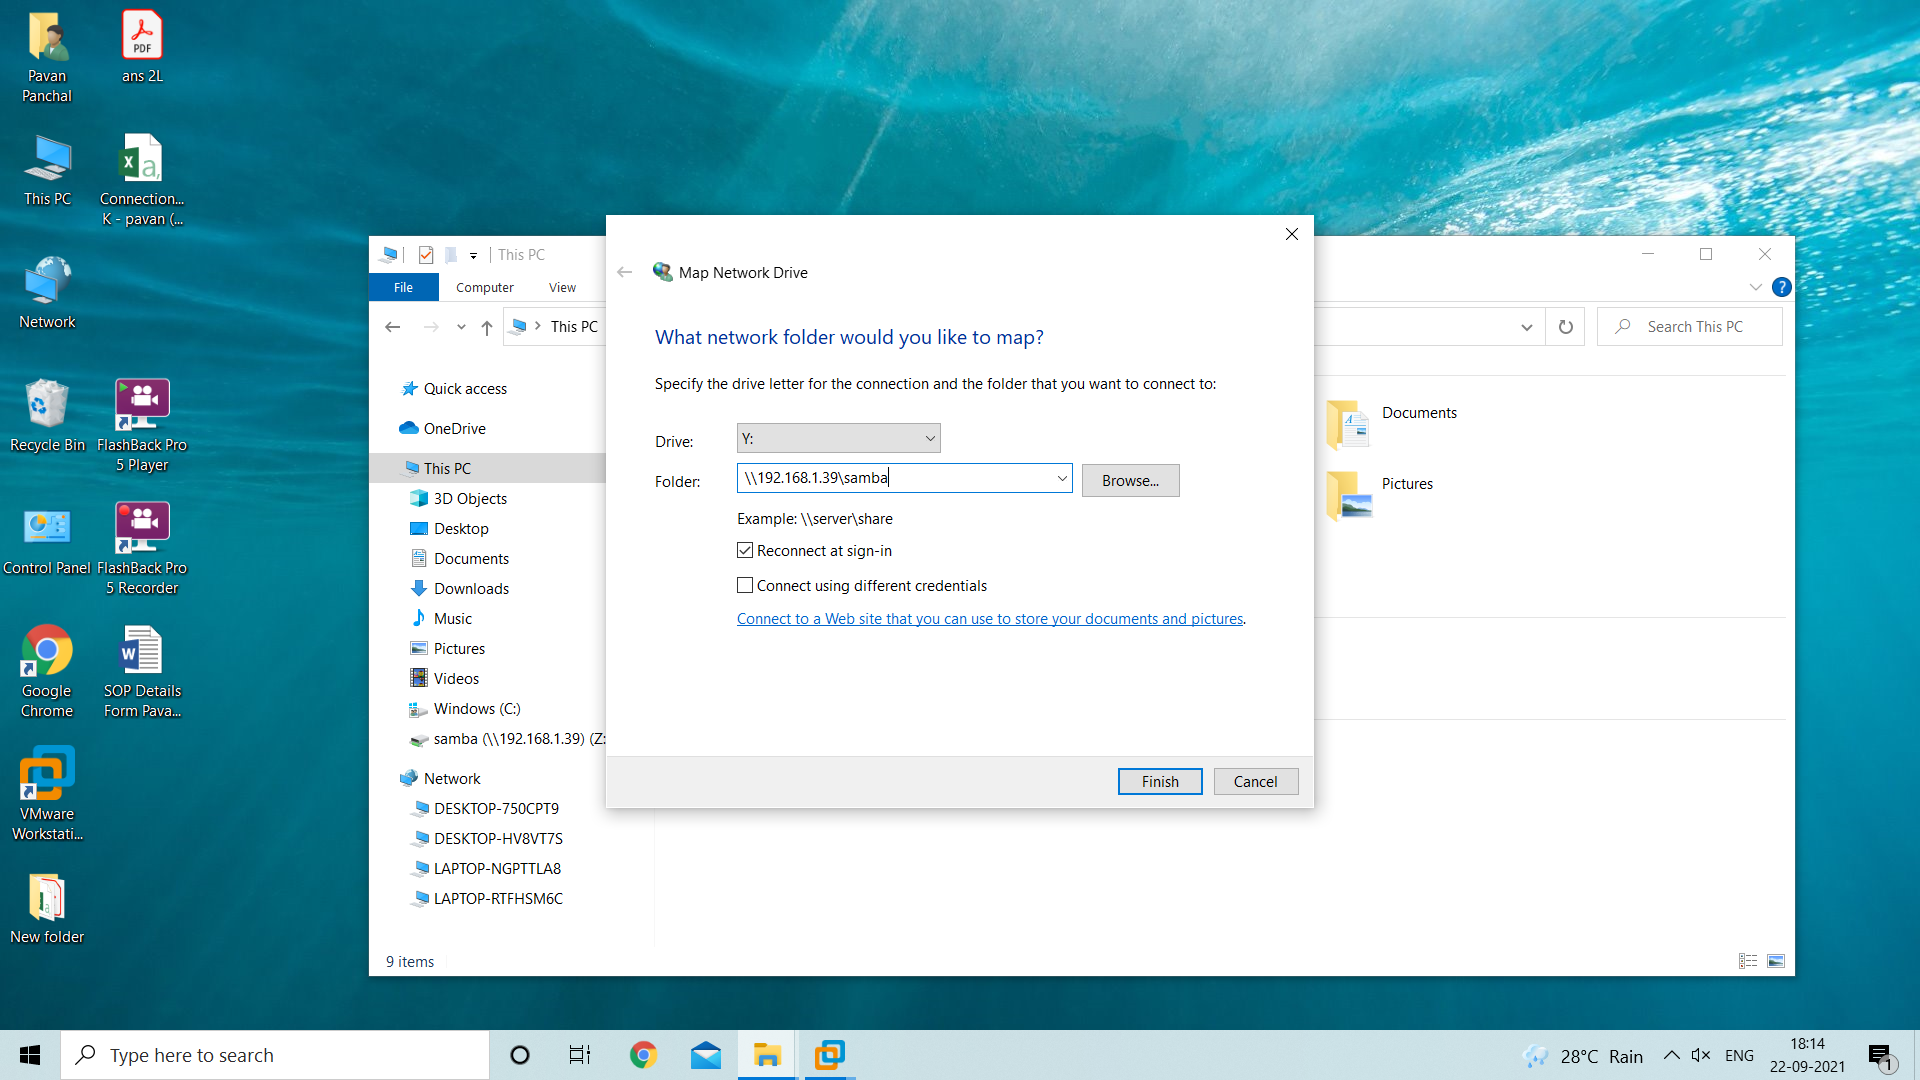 Pavan
Panchal
PDF
ans 2L
This PC
Connection...
K - pavan (...
Network
Recycle Bin
FlashBack Pro
5 Player
Control Panel
FlashBack Pro
5 Recorder
Google
Chrome
SOP Details
Form Pava...
VMware
Workstati...
New folder
This PC
File
Computer
View
This PC
Search This PC
Quick access
OneDrive
This PC
3D Objects
Desktop
Documents
Downloads
Music
Pictures
Videos
Windows (C:)
samba (\\192.168.1.39) (Z:
Network
DESKTOP-750CPT9
DESKTOP-HV8VT7S
LAPTOP-NGPTTLA8
LAPTOP-RTFHSM6C
9 items
Documents
Pictures
Map Network Drive
What network folder would you like to map?
Specify the drive letter for the connection and the folder that you want to connect to:
Drive:
Y:
Folder:
\\192.168.1.39\samba
Browse...
Example: \\server\share
Reconnect at sign-in
Connect using different credentials
Connect to a Web site that you can use to store your documents and pictures.
Finish
Cancel
Type here to search
28°C Rain
ENG
18:14
22-09-2021
1